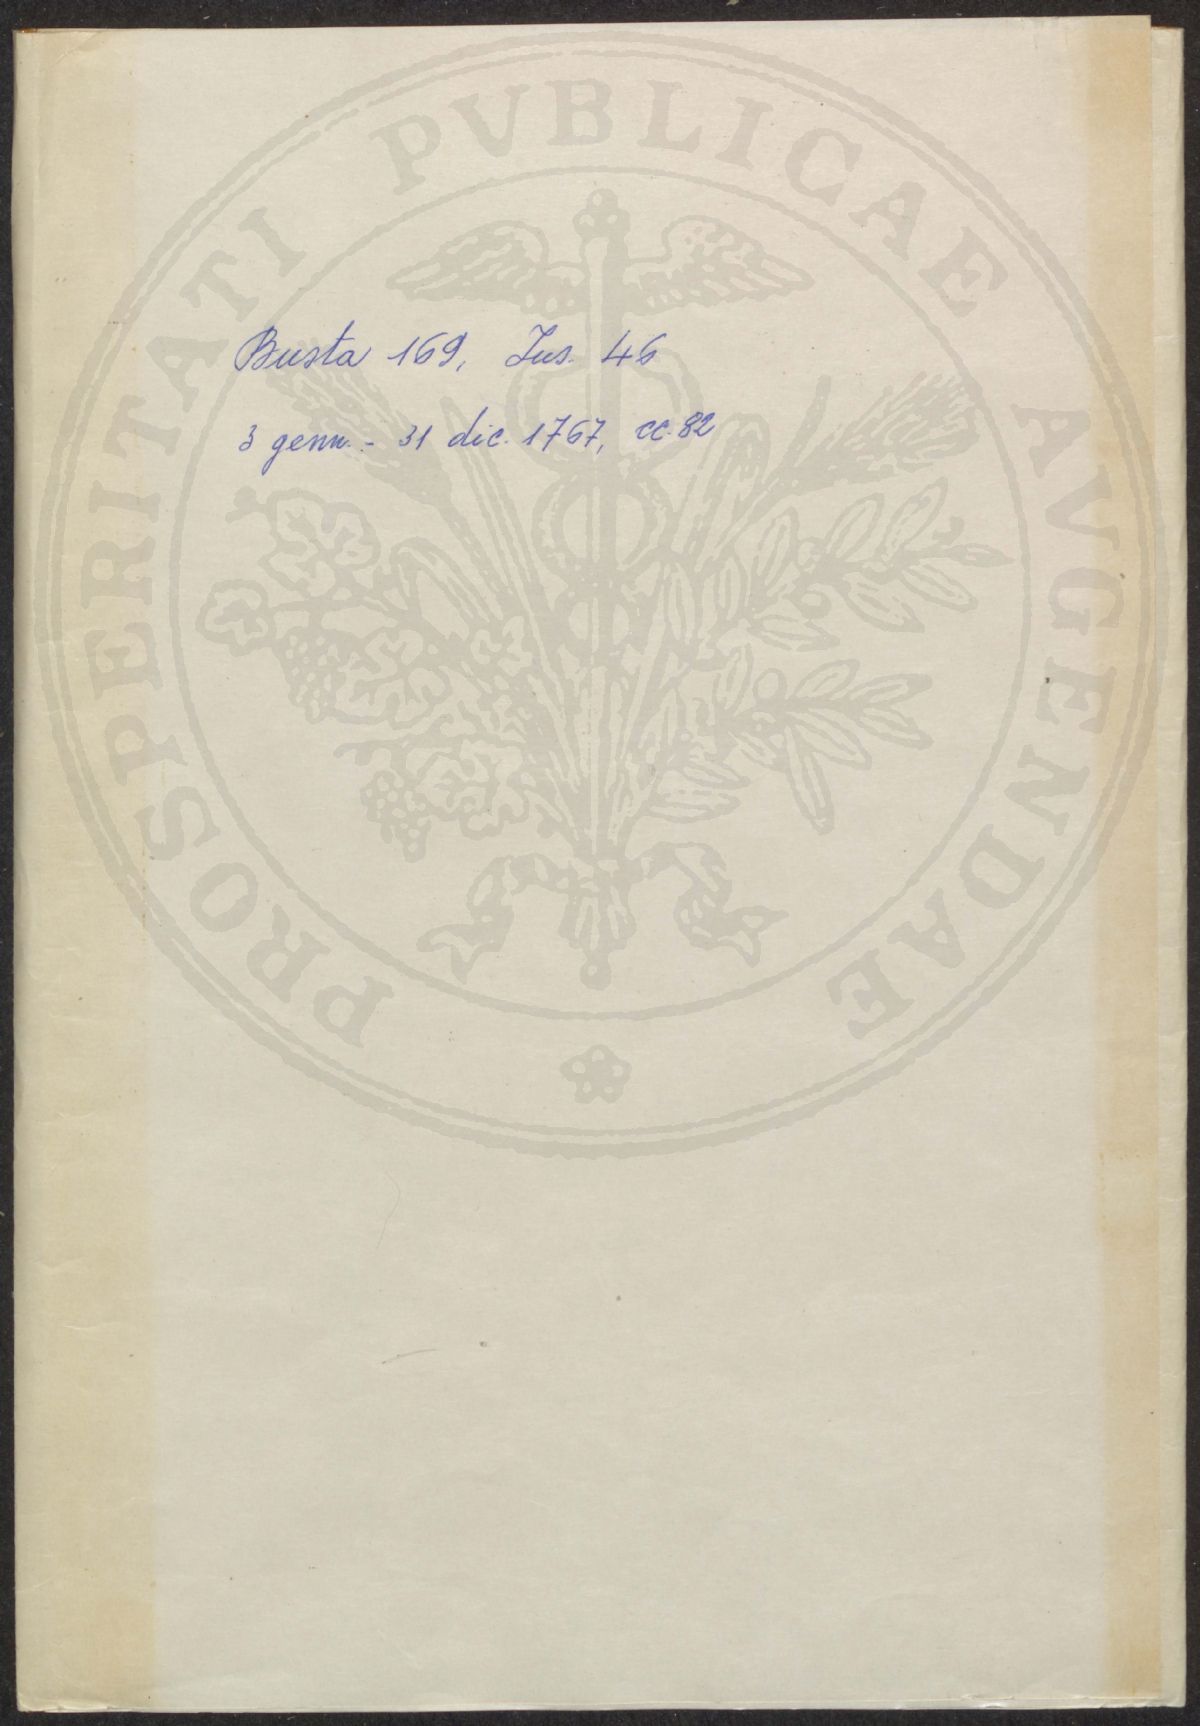 PROSPERITATI PVBLICAE AVGENDAE
Busta 169, Ins. 46
3 genn. - 31 dic. 1767, cc. 82